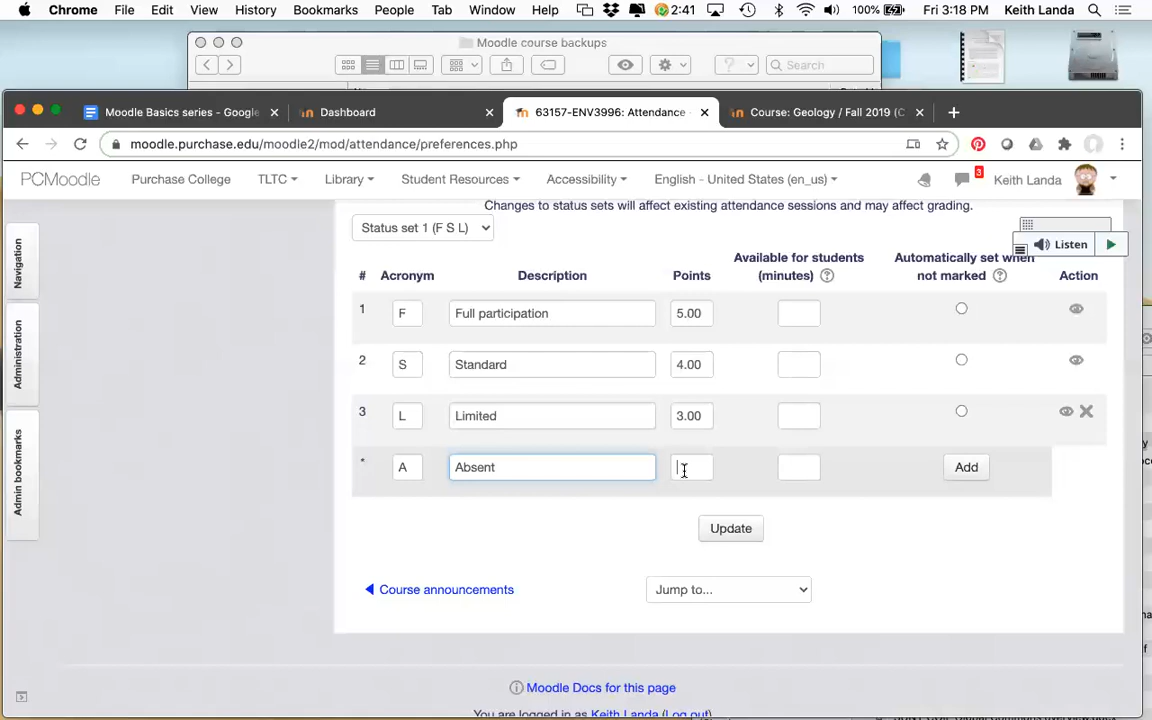 Chrome File Edit View History Bookmarks People Tab Window Help 2:41 100% Fri 3:18 PM Keith Landa
Moodle course backups
Search
Moodle Basics series - Google Dashboard 63157-ENV3996: Attendance - Course: Geology / Fall 2019 (C
moodle.purchase.edu/moodle2/mod/attendance/preferences.php
PCMoodle Purchase College TLTC Library Student Resources Accessibility English - United States (en_us) 3 Keith Landa
Changes to status sets will affect existing attendance sessions and may affect grading.
Status set 1 (F S L)
Listen
# Acronym Description Points Available for students (minutes) Automatically set when not marked Action
1 F Full participation 5.00
2 S Standard 4.00
3 L Limited 3.00
* A Absent Add
Update
Course announcements Jump to...
Navigation
Administration
Admin bookmarks
Moodle Docs for this page
You are logged in as Keith Landa (Log out)